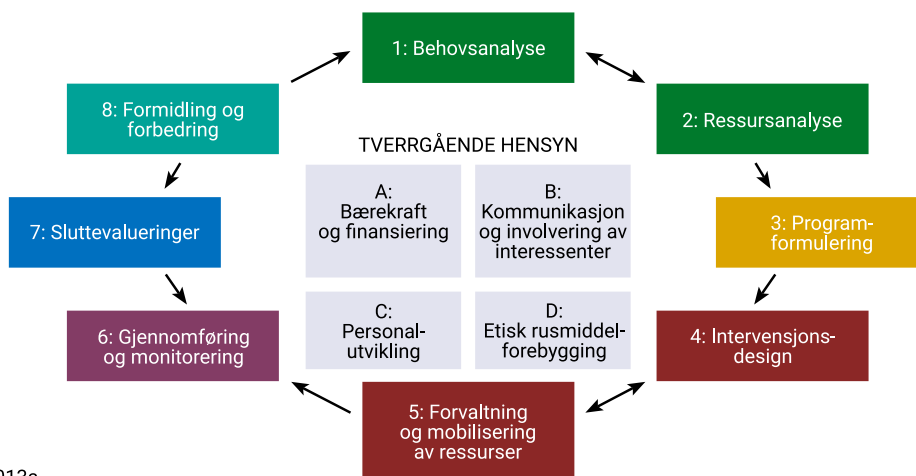 1: Behovsanalyse
2: Ressursanalyse
3: Program-
formulering
4: Intervensjons-
design
5: Forvaltning
og mobilisering
av ressurser
6: Gjennomføring
og monitorering
7: Sluttevalueringer
8: Formidling og
forbedring
TVERRGÅENDE HENSYN
A:
Bærekraft
og finansiering
B:
Kommunikasjon
og involvering av
interessenter
C:
Personal-
utvikling
D:
Etisk rusmiddel-
forebygging